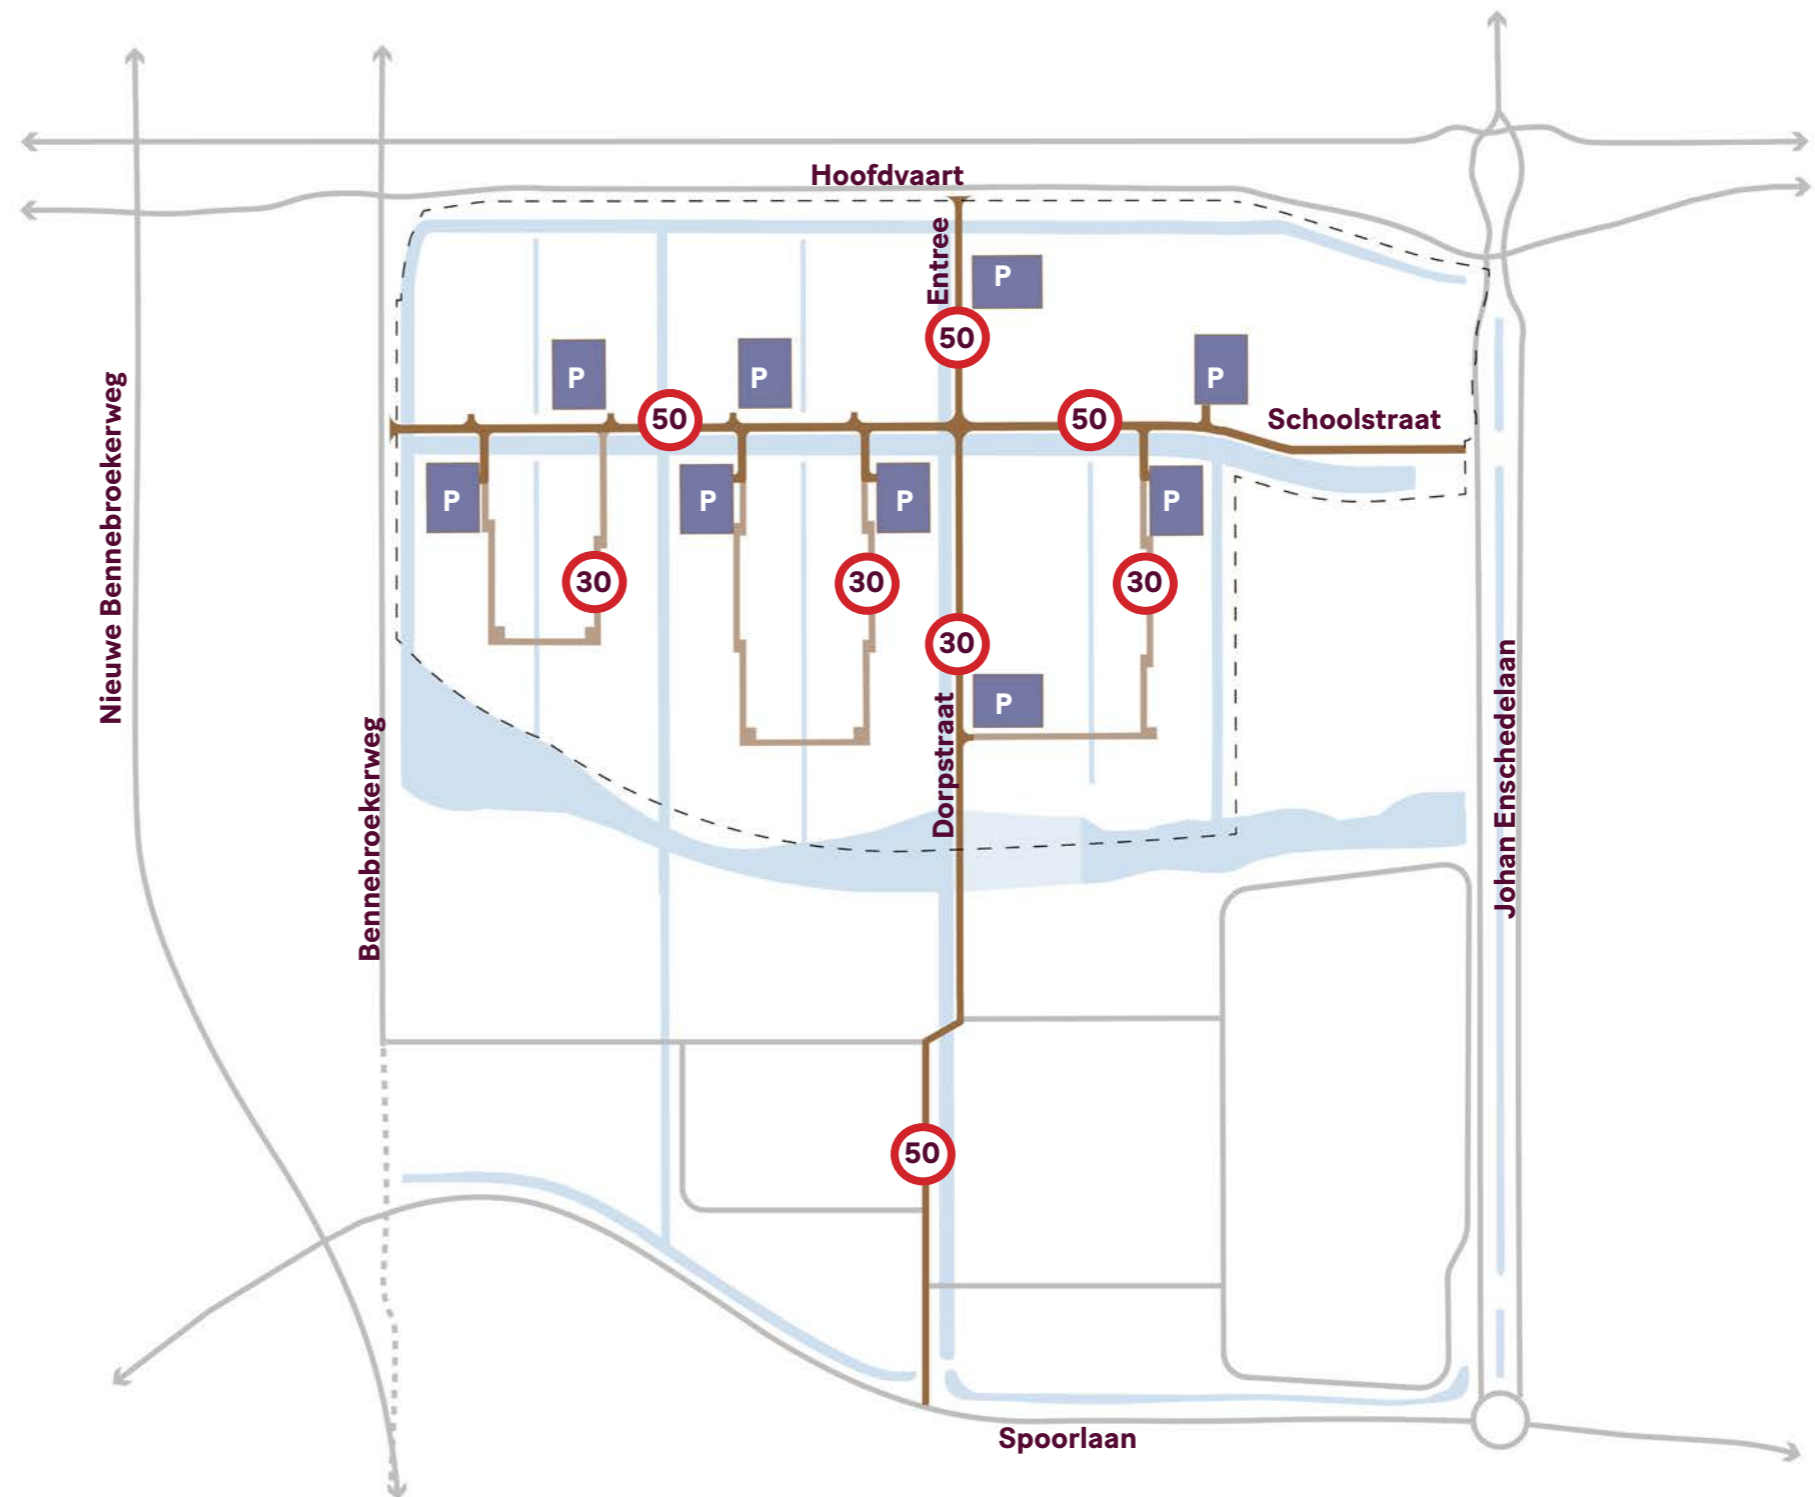 Hoofdvaart
Entree
P
50
P
P
P
50
50
Schoolstraat
P
P
P
P
30
30
30
30
P
Nieuwe Bennebroekerweg
Bennebroekerweg
Dorpstraat
Johan Enschedelaan
50
Spoorlaan